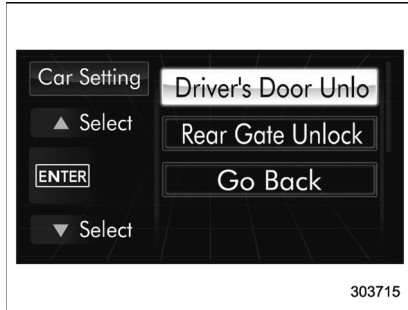 Car Setting
Driver's Door Unlo
Select
Rear Gate Unlock
ENTER
Go Back
Select
303715